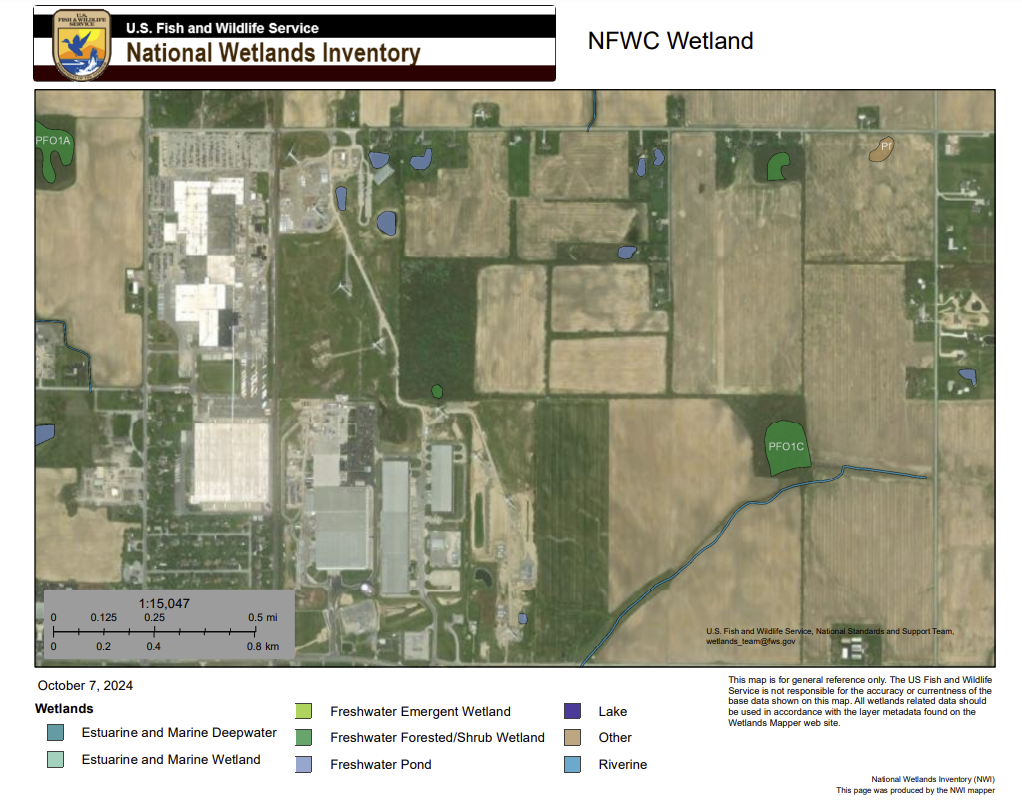 U.S.
FISH & WILDLIFE
SERVICE
U.S. Fish and Wildlife Service
National Wetlands Inventory
NFWC Wetland
PFO1A
Pf
PFO1C
1:15,047
0 0.125 0.25 0.5 mi
0 0.2 0.4 0.8 km
U.S. Fish and Wildlife Service, National Standards and Support Team,
wetlands_team@fws.gov
October 7, 2024
Wetlands
Estuarine and Marine Deepwater
Estuarine and Marine Wetland
Freshwater Emergent Wetland
Freshwater Forested/Shrub Wetland
Freshwater Pond
Lake
Other
Riverine
This map is for general reference only. The US Fish and Wildlife
Service is not responsible for the accuracy or currentness of the
base data shown on this map. All wetlands related data should
be used in accordance with the layer metadata found on the
Wetlands Mapper web site.
National Wetlands Inventory (NWI)
This page was produced by the NWI mapper